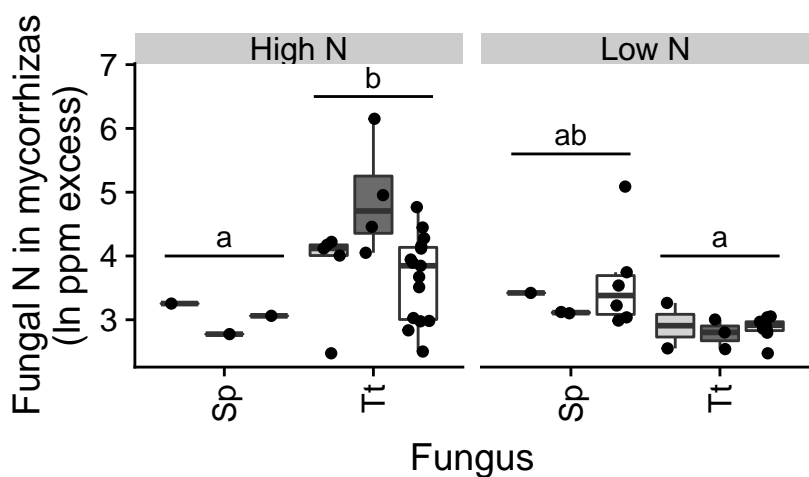 High N
Low N
Fungal N in mycorrhizas
(ln ppm excess)
7
6
5
4
3
a
b
ab
a
Sp
Tt
Sp
Tt
Fungus